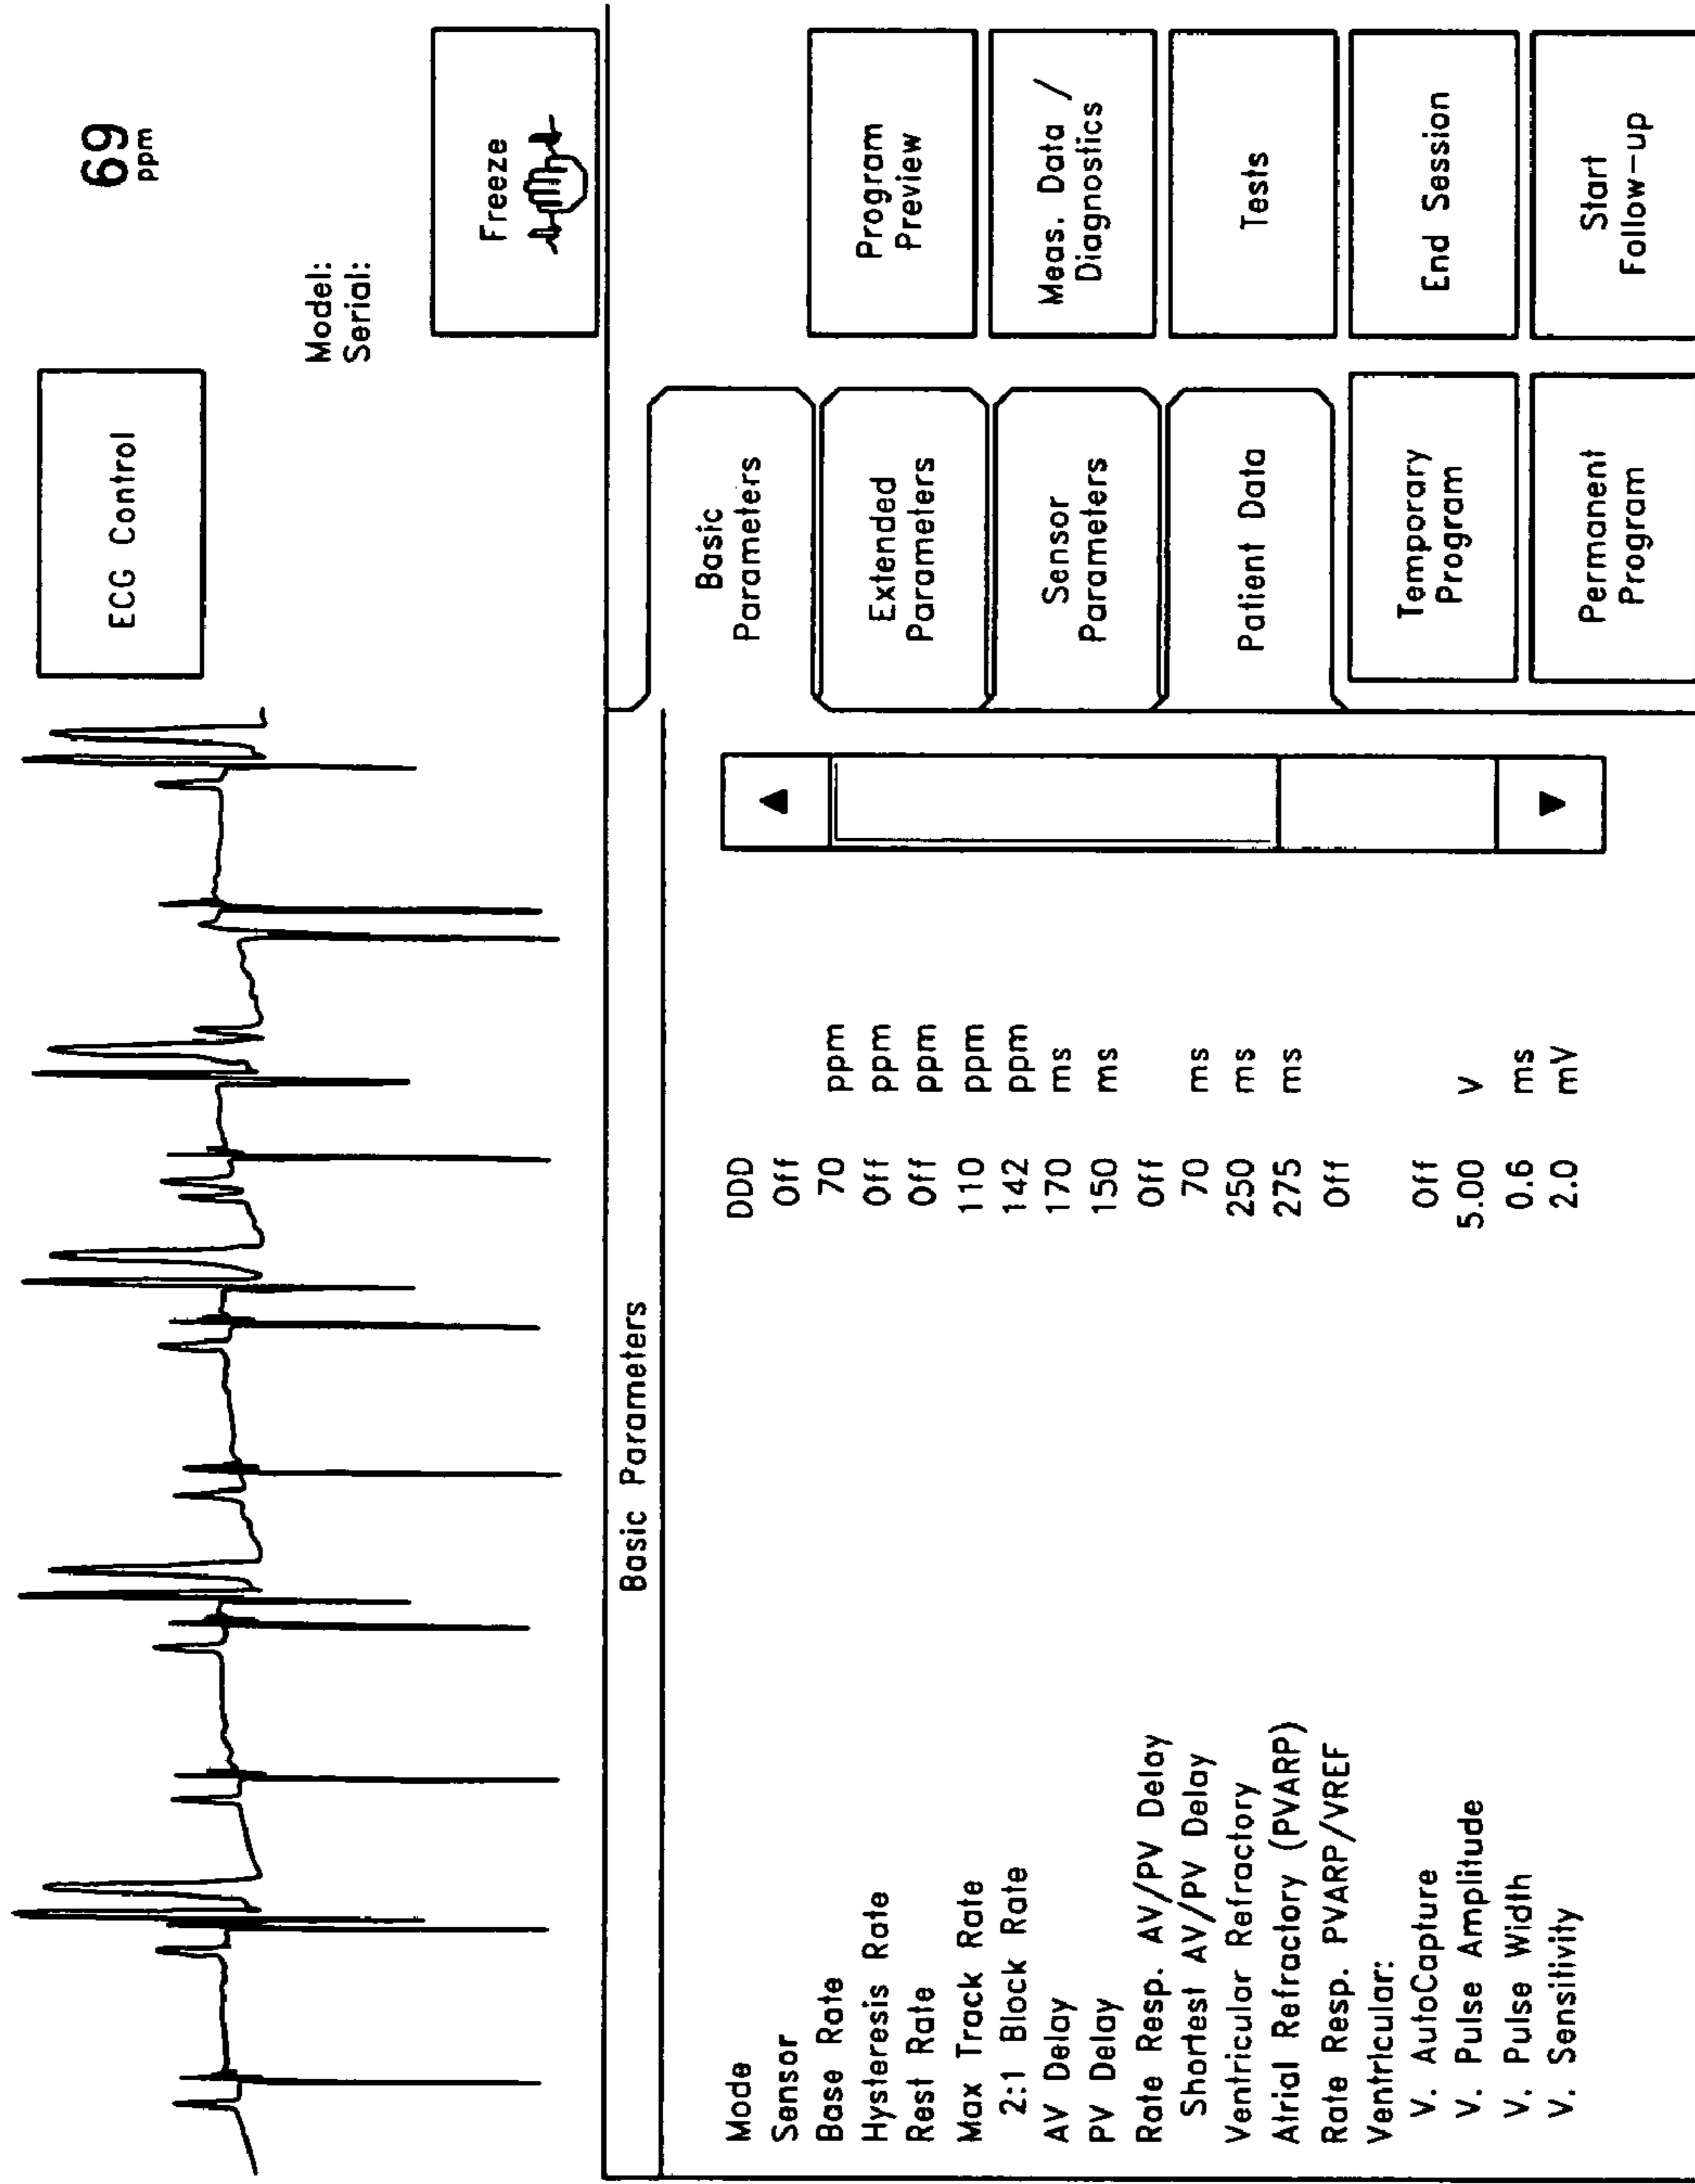 ECG Control
69
ppm
Model:
Serial:
Freeze
Basic Parameters
Mode DDD
Sensor Off
Base Rate 70 ppm
Hysteresis Rate Off ppm
Rest Rate Off ppm
Max Track Rate 110 ppm
2:1 Block Rate 142 ppm
AV Delay 170 ms
PV Delay 150 ms
Rate Resp. AV/PV Delay Off
Shortest AV/PV Delay 70 ms
Ventricular Refractory 250 ms
Atrial Refractory (PVARP) 275 ms
Rate Resp. PVARP/VREF Off
Ventricular:
V. AutoCapture Off
V. Pulse Amplitude 5.00 V
V. Pulse Width 0.6 ms
V. Sensitivity 2.0 mV
Basic
Parameters
Extended
Parameters
Sensor
Parameters
Patient Data
Temporary
Program
Permanent
Program
Program
Preview
Meas. Data /
Diagnostics
Tests
End Session
Start
Follow-up